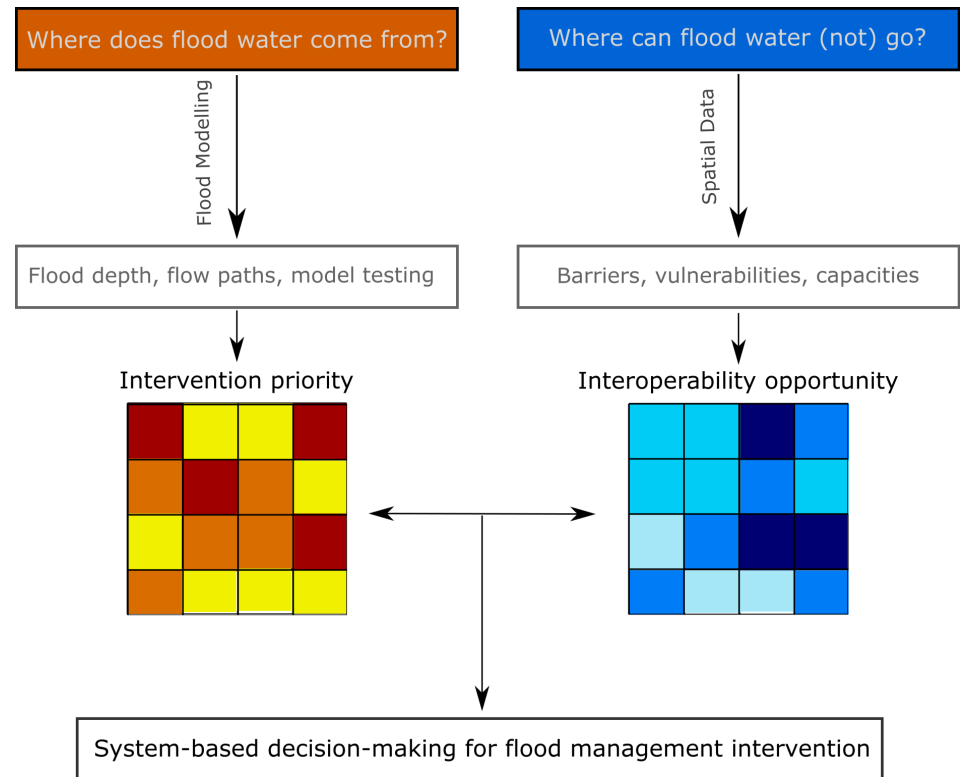 Where does flood water come from?
Where can flood water (not) go?
Flood Modelling
Spatial Data
Flood depth, flow paths, model testing
Barriers, vulnerabilities, capacities
Intervention priority
Interoperability opportunity
System-based decision-making for flood management intervention